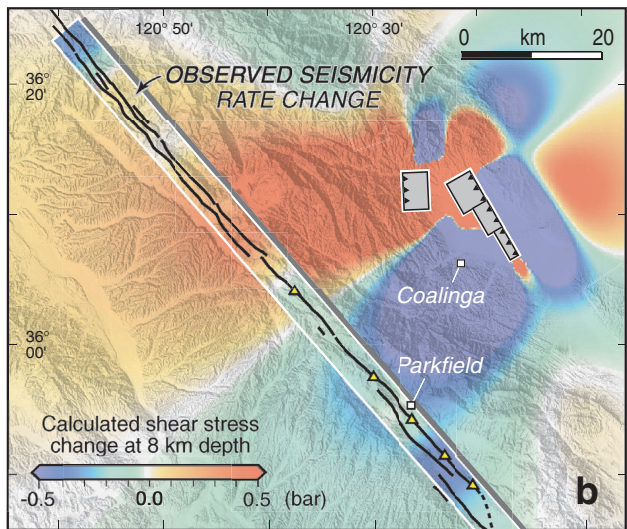 120° 50'
120° 30'
0 km 20
36°
20'
OBSERVED SEISMICITY
RATE CHANGE
Coalinga
36°
00'
Parkfield
Calculated shear stress
change at 8 km depth
-0.5 0.0 0.5 (bar)
b